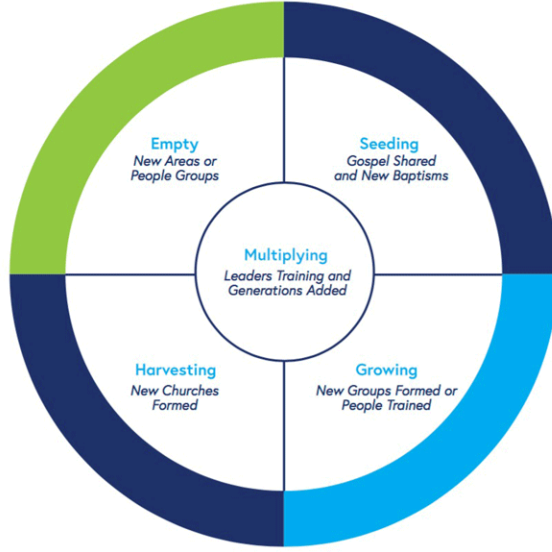 Empty
New Areas or
People Groups
Seeding
Gospel Shared
and New Baptisms
Multiplying
Leaders Training and
Generations Added
Harvesting
New Churches
Formed
Growing
New Groups Formed or
People Trained